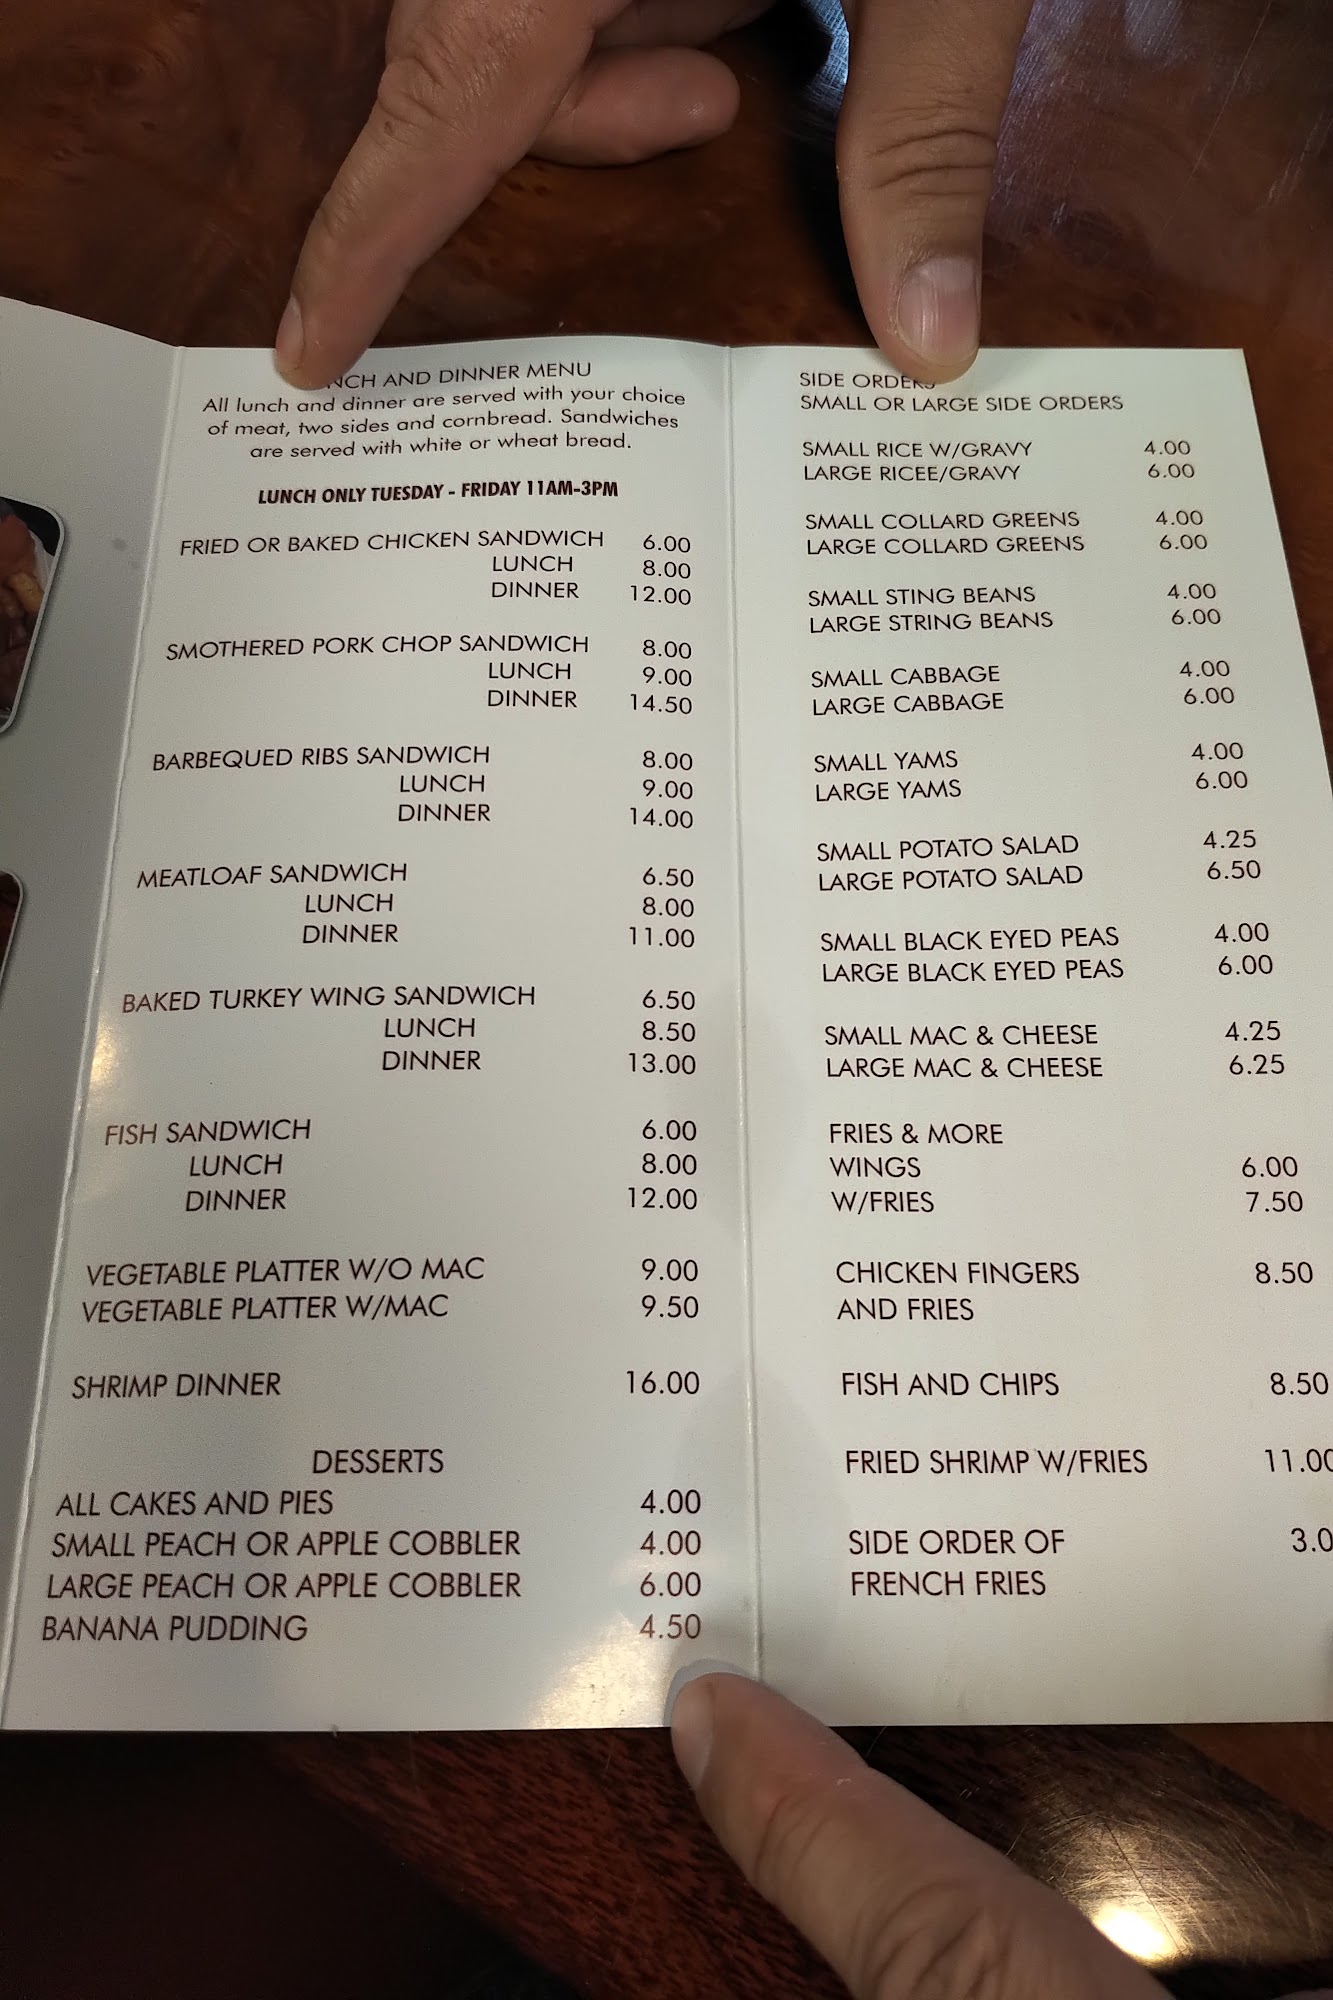 AND DINNER MENU
All lunch and dinner are served with your choice
of meat, two sides and cornbread. Sandwiches
are served with white or wheat bread.
LUNCH ONLY TUESDAY - FRIDAY 11AM-3PM
FRIED OR BAKED CHICKEN SANDWICH 6.00
LUNCH 8.00
DINNER 12.00
SMOTHERED PORK CHOP SANDWICH 8.00
LUNCH 9.00
DINNER 14.50
BARBEQUED RIBS SANDWICH 8.00
LUNCH 9.00
DINNER 14.00
MEATLOAF SANDWICH 6.50
LUNCH 8.00
DINNER 11.00
BAKED TURKEY WING SANDWICH 6.50
LUNCH 8.50
DINNER 13.00
FISH SANDWICH 6.00
LUNCH 8.00
DINNER 12.00
VEGETABLE PLATTER W/O MAC 9.00
VEGETABLE PLATTER W/MAC 9.50
SHRIMP DINNER 16.00
DESSERTS
ALL CAKES AND PIES 4.00
SMALL PEACH OR APPLE COBBLER 4.00
LARGE PEACH OR APPLE COBBLER 6.00
BANANA PUDDING 4.50
SIDE ORDERS
SMALL OR LARGE SIDE ORDERS
SMALL RICE W/GRAVY 4.00
LARGE RICEE/GRAVY 6.00
SMALL COLLARD GREENS 4.00
LARGE COLLARD GREENS 6.00
SMALL STING BEANS 4.00
LARGE STRING BEANS 6.00
SMALL CABBAGE 4.00
LARGE CABBAGE 6.00
SMALL YAMS 4.00
LARGE YAMS 6.00
SMALL POTATO SALAD 4.25
LARGE POTATO SALAD 6.50
SMALL BLACK EYED PEAS 4.00
LARGE BLACK EYED PEAS 6.00
SMALL MAC & CHEESE 4.25
LARGE MAC & CHEESE 6.25
FRIES & MORE
WINGS 6.00
W/FRIES 7.50
CHICKEN FINGERS 8.50
AND FRIES
FISH AND CHIPS 8.50
FRIED SHRIMP W/FRIES 11.00
SIDE ORDER OF 3.0
FRENCH FRIES